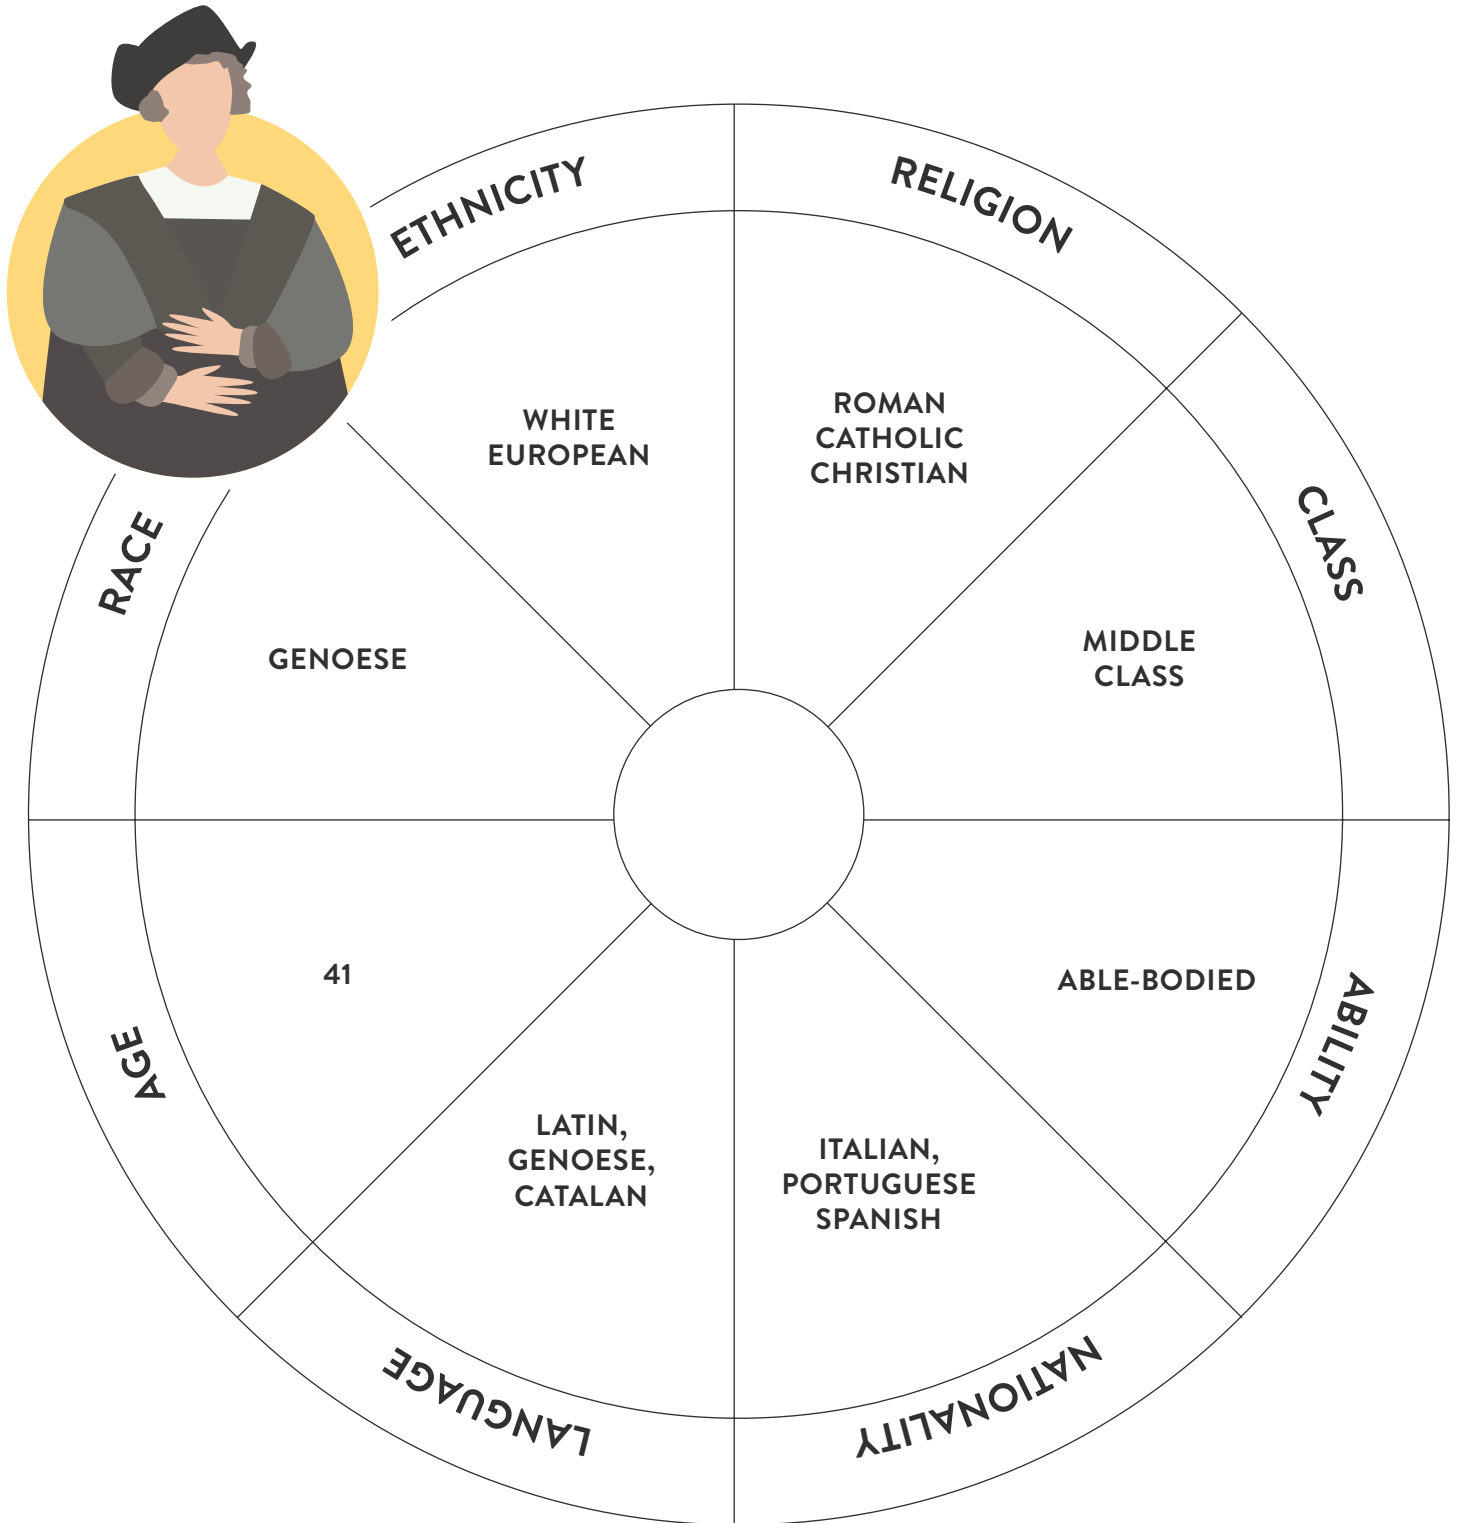 ETHNICITY
WHITE
EUROPEAN
RELIGION
ROMAN
CATHOLIC
CHRISTIAN
CLASS
MIDDLE
CLASS
ABILITY
ABLE-BODIED
NATIONALITY
ITALIAN,
PORTUGUESE
SPANISH
LANGUAGE
LATIN,
GENOESE,
CATALAN
AGE
41
RACE
GENOESE